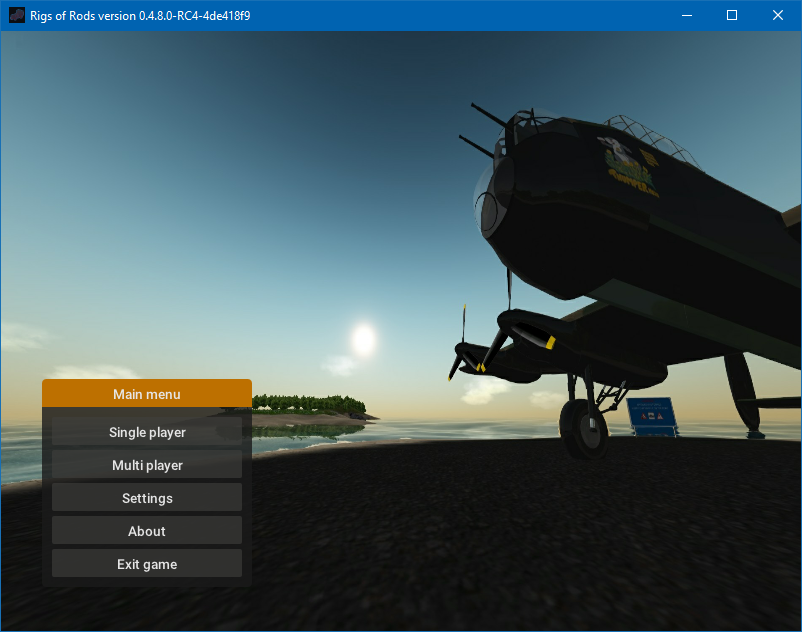 Rigs of Rods version 0.4.8.0-RC4-4de418f9
Main menu
Single player
Multi player
Settings
About
Exit game